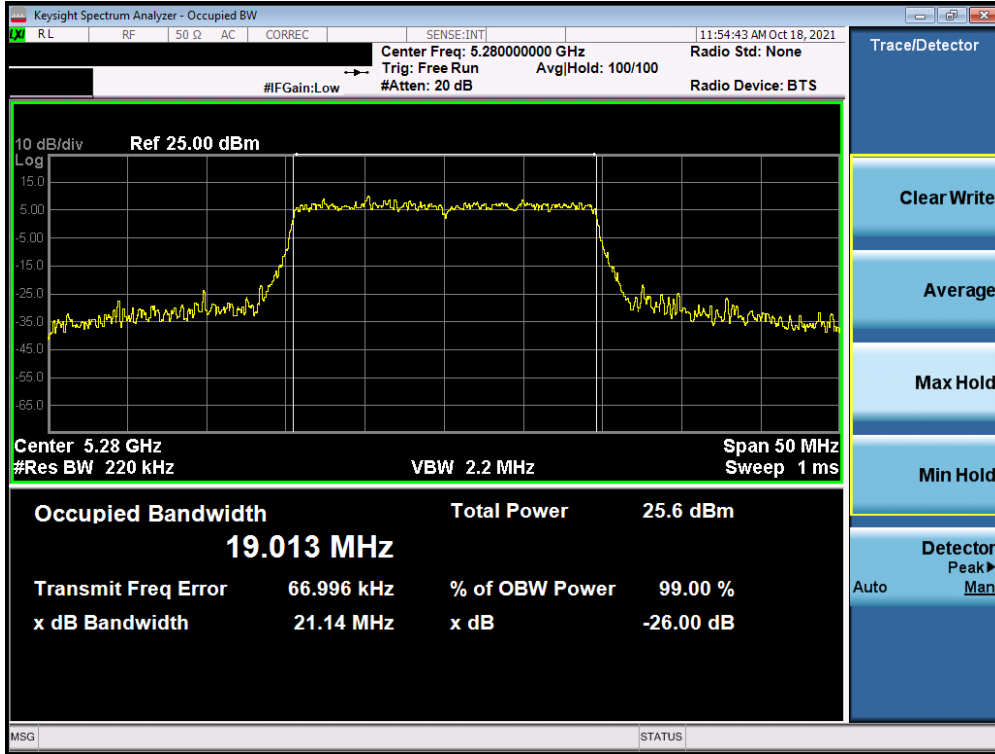 Keysight Spectrum Analyzer - Occupied BW
LXI RL RF 50 Ω AC CORREC SENSE:INT 11:54:43 AM Oct 18, 2021
Center Freq: 5.280000000 GHz Radio Std: None
Trig: Free Run Avg|Hold: 100/100
#IFGain:Low #Atten: 20 dB Radio Device: BTS
Trace/Detector
10 dB/div Ref 25.00 dBm
Log
15.0
5.00
-5.00
-15.0
-25.0
-35.0
-45.0
-55.0
-65.0
Center 5.28 GHz Span 50 MHz
#Res BW 220 kHz VBW 2.2 MHz Sweep 1 ms
Occupied Bandwidth Total Power 25.6 dBm
19.013 MHz
Transmit Freq Error 66.996 kHz % of OBW Power 99.00 %
x dB Bandwidth 21.14 MHz x dB -26.00 dB
Clear Write
Average
Max Hold
Min Hold
Detector
Peak▶
Auto Man
MSG STATUS